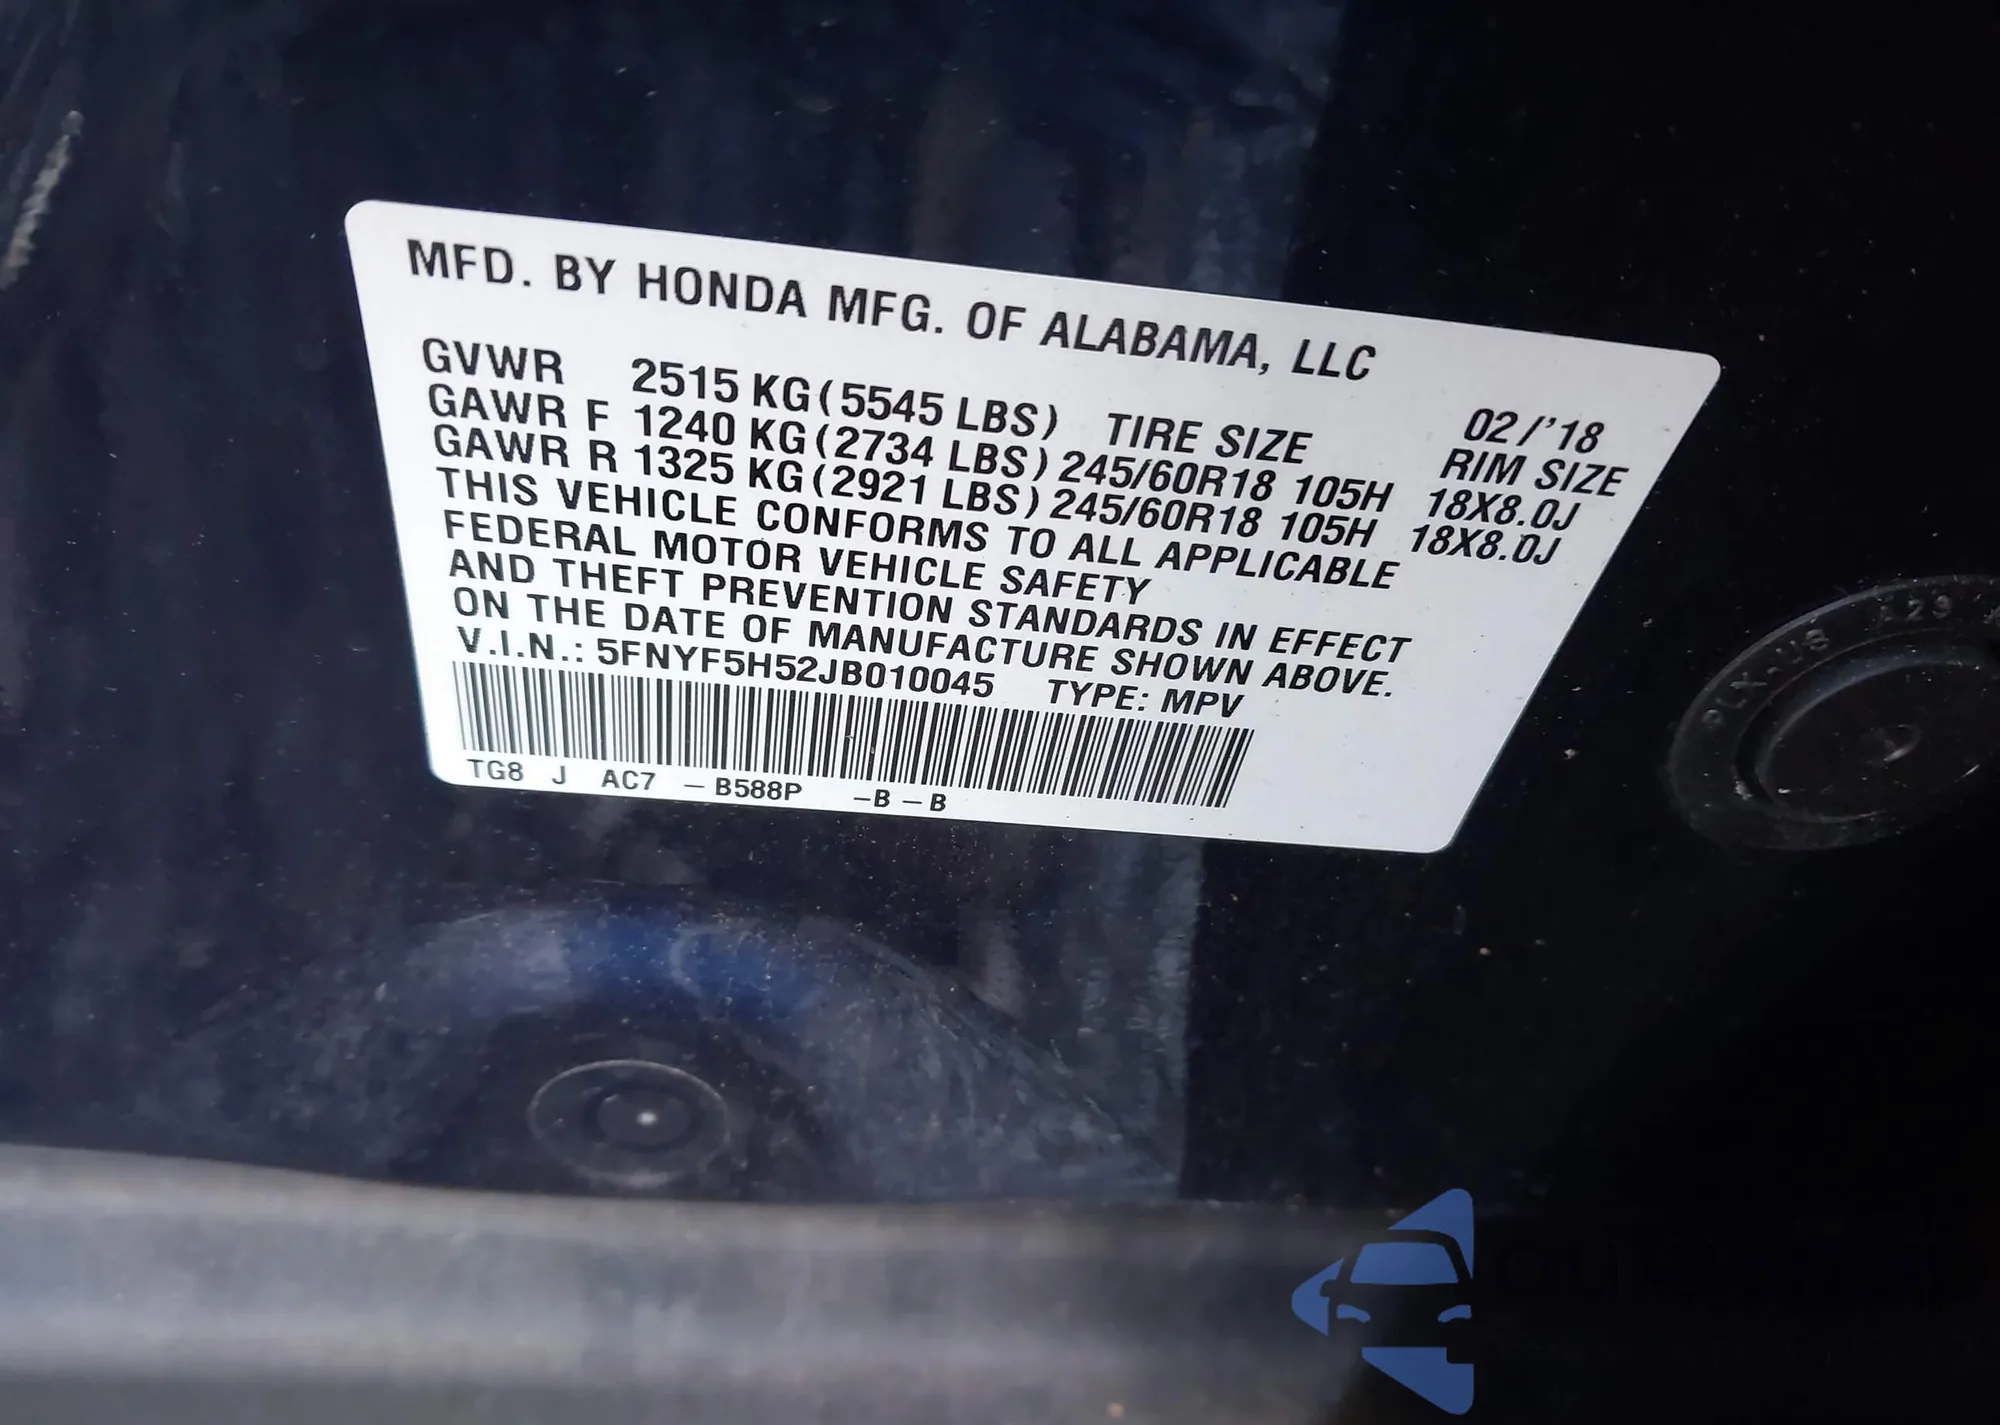 MFD. BY HONDA MFG. OF ALABAMA, LLC
02/'18
GVWR 2515 KG (5545 LBS) TIRE SIZE RIM SIZE
GAWR F 1240 KG (2734 LBS) 245/60R18 105H 18X8.0J
GAWR R 1325 KG (2921 LBS) 245/60R18 105H 18X8.0J
THIS VEHICLE CONFORMS TO ALL APPLICABLE
FEDERAL MOTOR VEHICLE SAFETY
AND THEFT PREVENTION STANDARDS IN EFFECT
ON THE DATE OF MANUFACTURE SHOWN ABOVE.
V.I.N.: 5FNYF5H52JB010045 TYPE: MPV
TG8 J AC7 – B588P –B – B
PLX-US A23